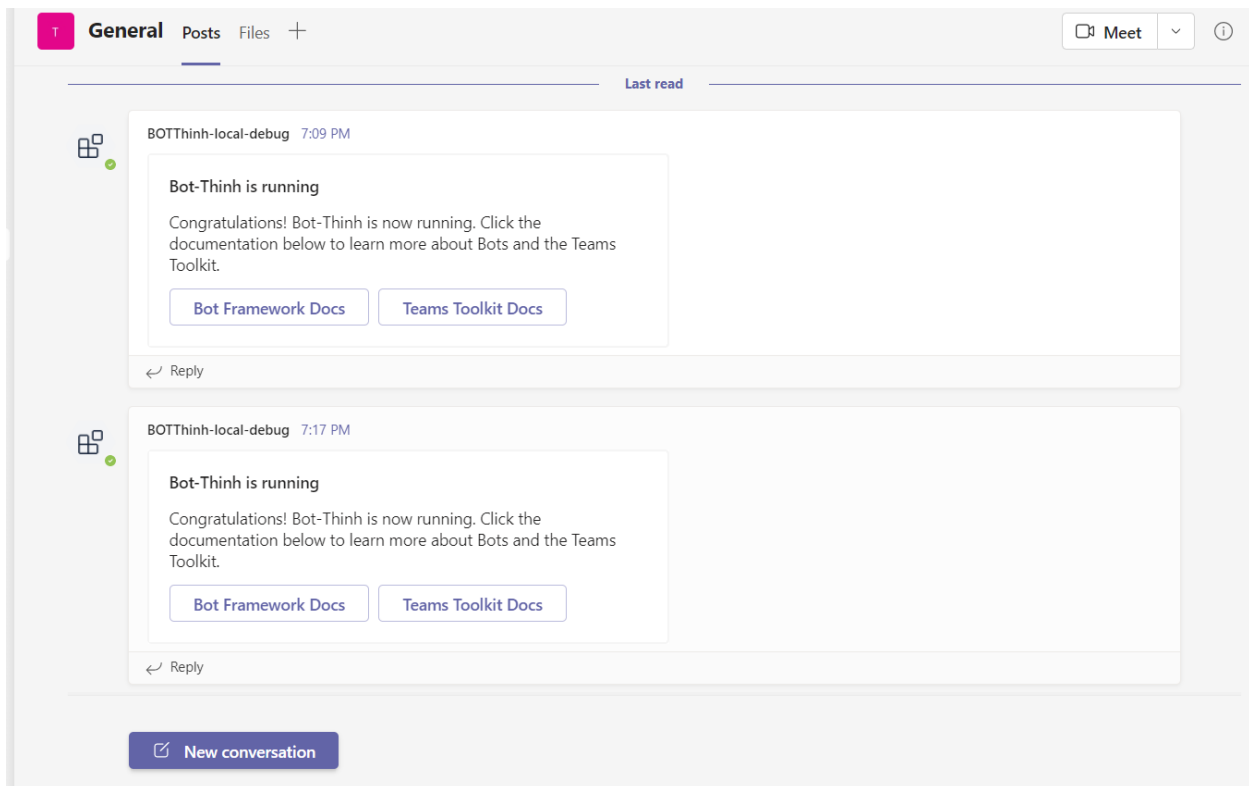 T General Posts Files Meet
Last read
BOTThinh-local-debug 7:09 PM
Bot-Thinh is running
Congratulations! Bot-Thinh is now running. Click the
documentation below to learn more about Bots and the Teams
Toolkit.
Bot Framework Docs Teams Toolkit Docs
Reply
BOTThinh-local-debug 7:17 PM
Bot-Thinh is running
Congratulations! Bot-Thinh is now running. Click the
documentation below to learn more about Bots and the Teams
Toolkit.
Bot Framework Docs Teams Toolkit Docs
Reply
New conversation